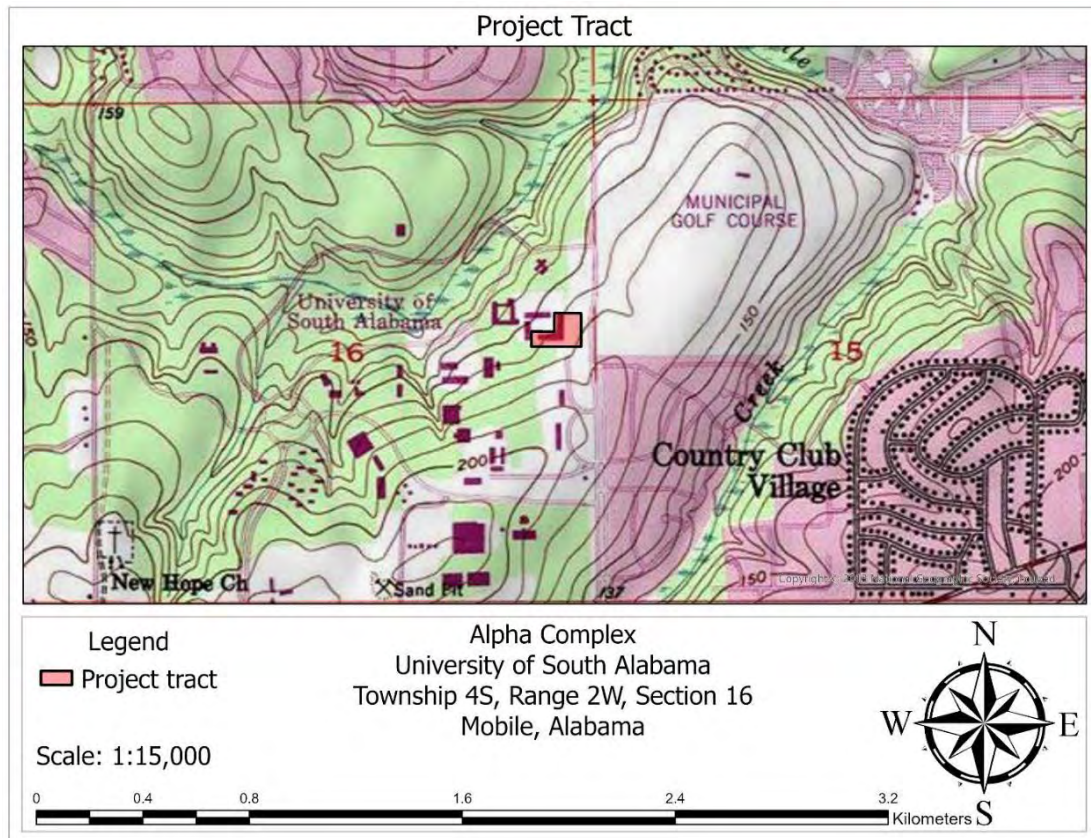 Project Tract
159
MUNICIPAL
GOLF COURSE
University of
South Alabama
16
15
150
150
Creek
200
Country Club
Village
200
150
New Hope Ch
Sand Pit
137
Legend
Project tract
Scale: 1:15,000
Alpha Complex
University of South Alabama
Township 4S, Range 2W, Section 16
Mobile, Alabama
N
W
E
S
0 0.4 0.8 1.6 2.4 3.2
Kilometers